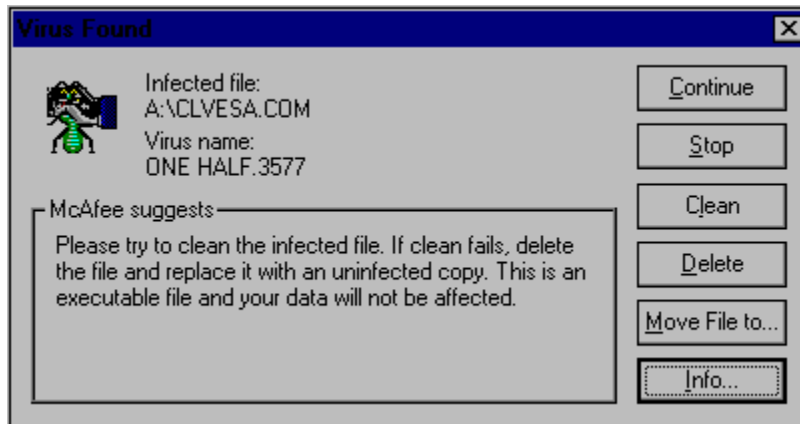 Virus Found
Infected file:
A:\CLVESA.COM
Virus name:
ONE HALF.3577
McAfee suggests
Please try to clean the infected file. If clean fails, delete
the file and replace it with an uninfected copy. This is an
executable file and your data will not be affected.
Continue
Stop
Clean
Delete
Move File to...
Info...